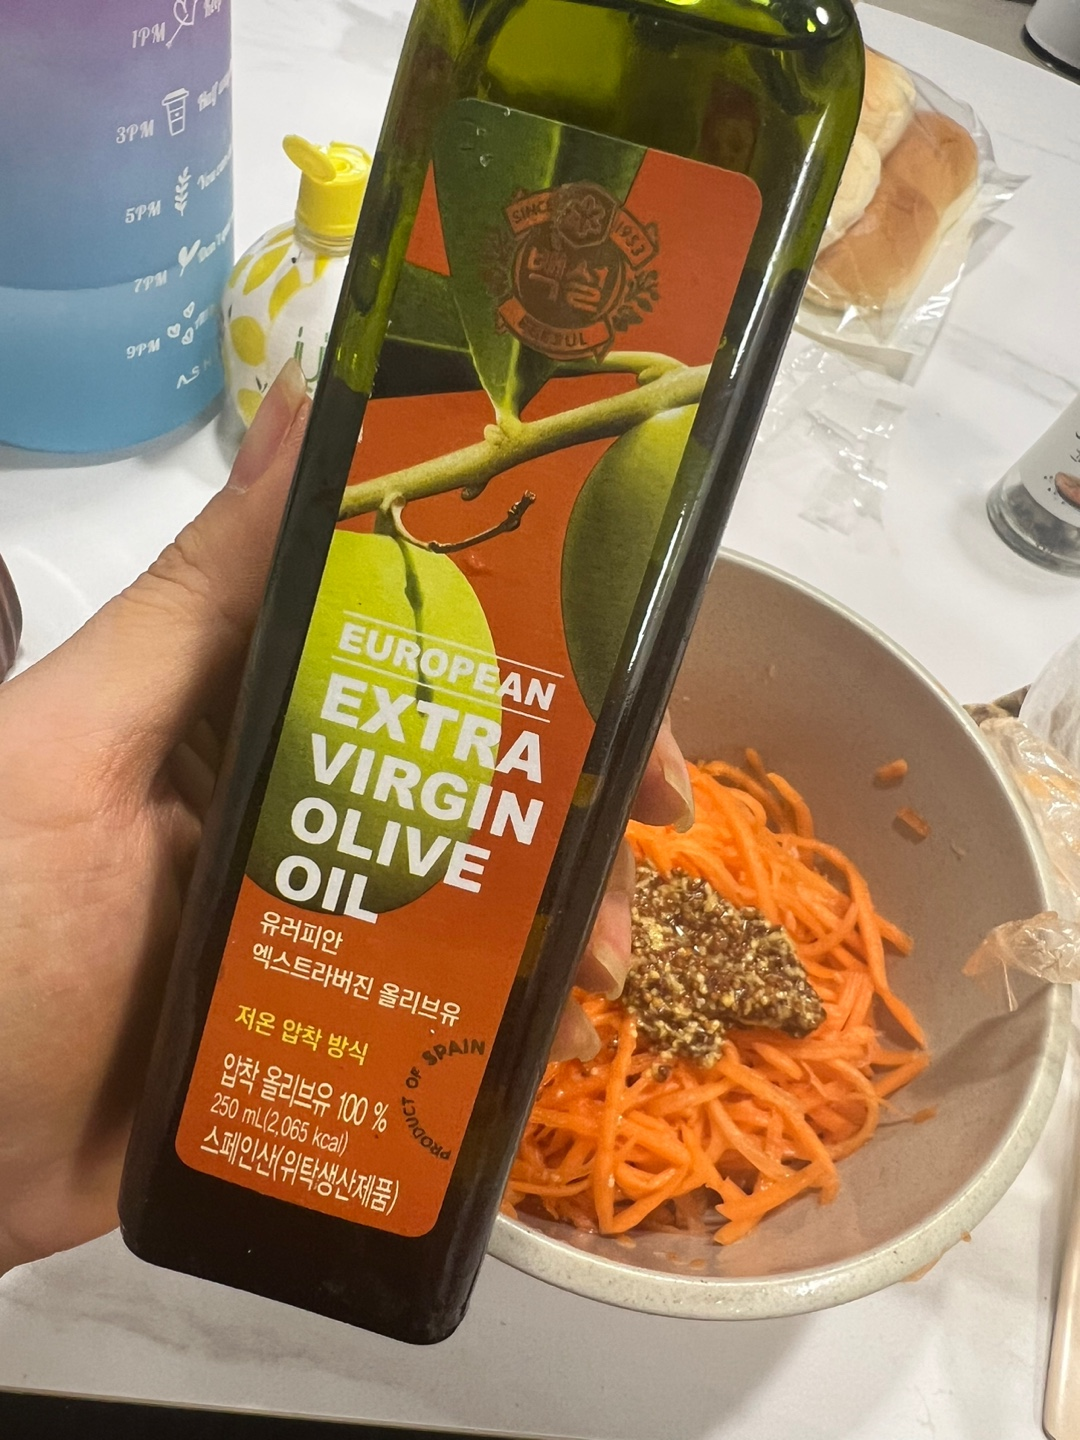 1PM
3PM
Half
5PM
7PM
9PM
SINCE 1953
백설
BEKSUL
EUROPEAN
EXTRA
VIRGIN
OLIVE
OIL
유러피안
엑스트라버진 올리브유
저온 압착 방식
압착 올리브유 100 %
250 mL(2,065 kcal)
스페인산(위탁생산제품)
PRODUCT OF SPAIN